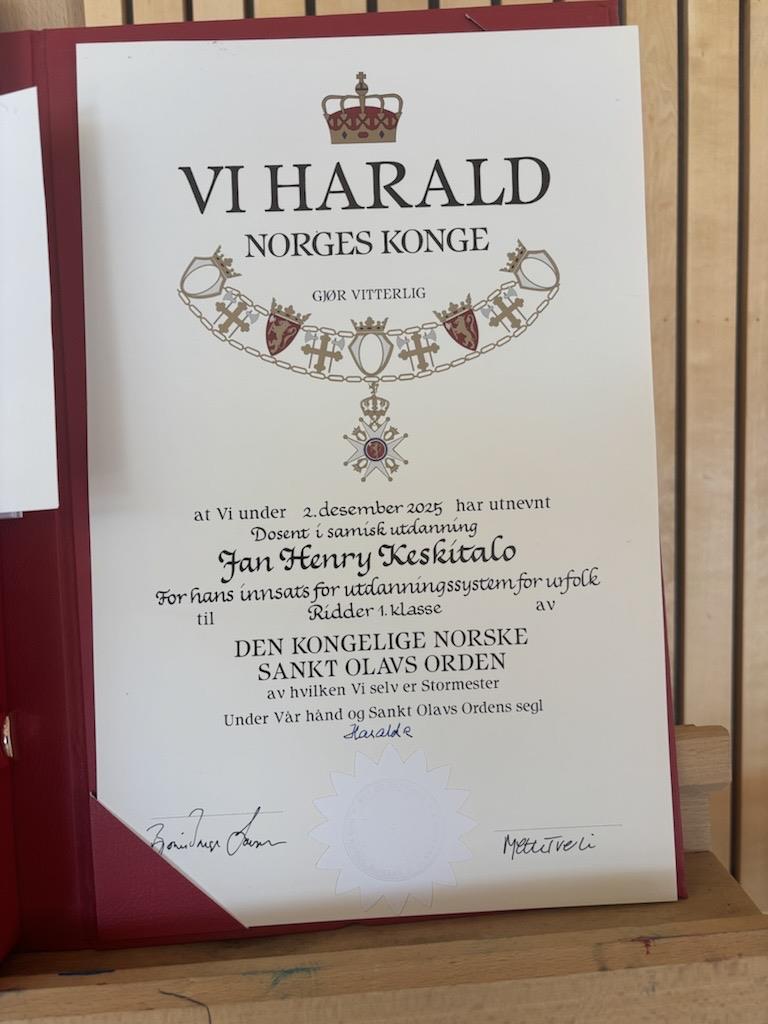 VI HARALD
NORGES KONGE
GJØR VITTERLIG
at Vi under 2. desember 2025 har utnevnt
Dosent i samisk utdanning
Jan Henry Keskitalo
For hans innsats for utdanningssystem for urfolk
til Ridder 1. klasse av
DEN KONGELIGE NORSKE
SANKT OLAVS ORDEN
av hvilken Vi selv er Stormester
Under Vår hånd og Sankt Olavs Ordens segl
Harald R